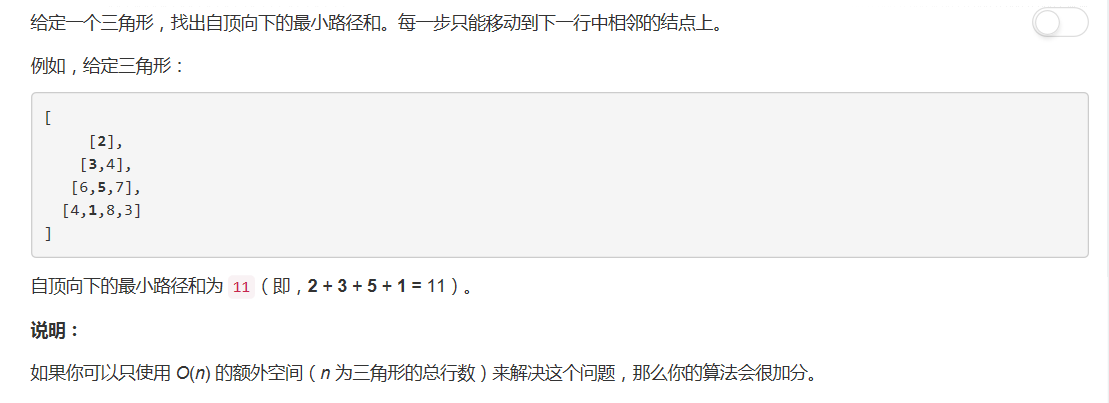 给定一个三角形，找出自顶向下的最小路径和。每一步只能移动到下一行中相邻的结点上。
例如，给定三角形：
[
[2],
[3,4],
[6,5,7],
[4,1,8,3]
]
自顶向下的最小路径和为 11（即，2 + 3 + 5 + 1 = 11）。
说明：
如果你可以只使用 O(n) 的额外空间（n 为三角形的总行数）来解决这个问题，那么你的算法会很加分。